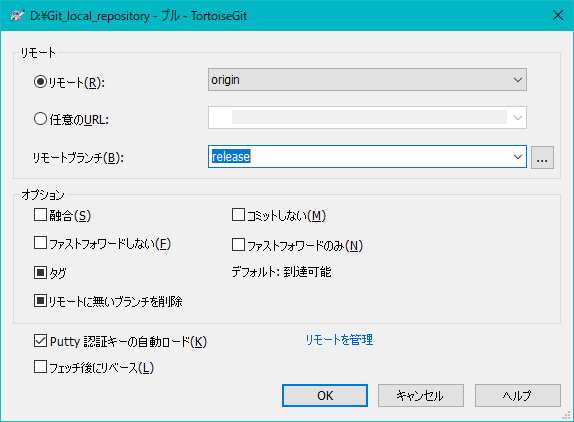 D:¥Git_local_repository - プル - TortoiseGit
リモート
リモート(R):
origin
任意のURL:
リモートブランチ(B):
release
...
オプション
融合(S)
コミットしない(M)
ファストフォワードしない(F)
ファストフォワードのみ(N)
タグ
デフォルト: 到達可能
リモートに無いブランチを削除
Putty 認証キーの自動ロード(K)
リモートを管理
フェッチ後にリベース(L)
OK
キャンセル
ヘルプ